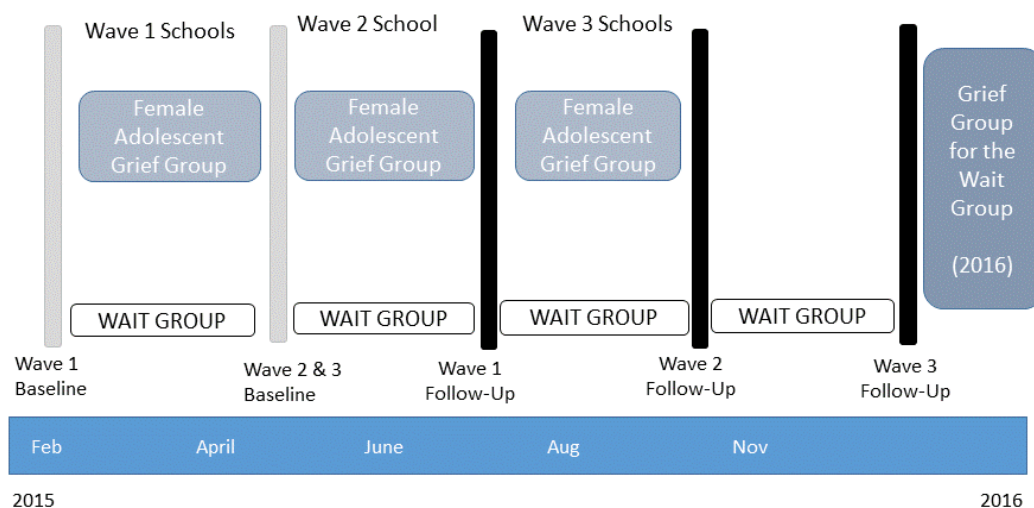 Wave 1 Schools
Wave 2 School
Wave 3 Schools
Female
Adolescent
Grief Group
Female
Adolescent
Grief Group
Female
Adolescent
Grief Group
Grief
Group
for the
Wait
Group
(2016)
WAIT GROUP
WAIT GROUP
WAIT GROUP
WAIT GROUP
Wave 1
Baseline
Wave 2 & 3
Baseline
Wave 1
Follow-Up
Wave 2
Follow-Up
Wave 3
Follow-Up
Feb
April
June
Aug
Nov
2015
2016